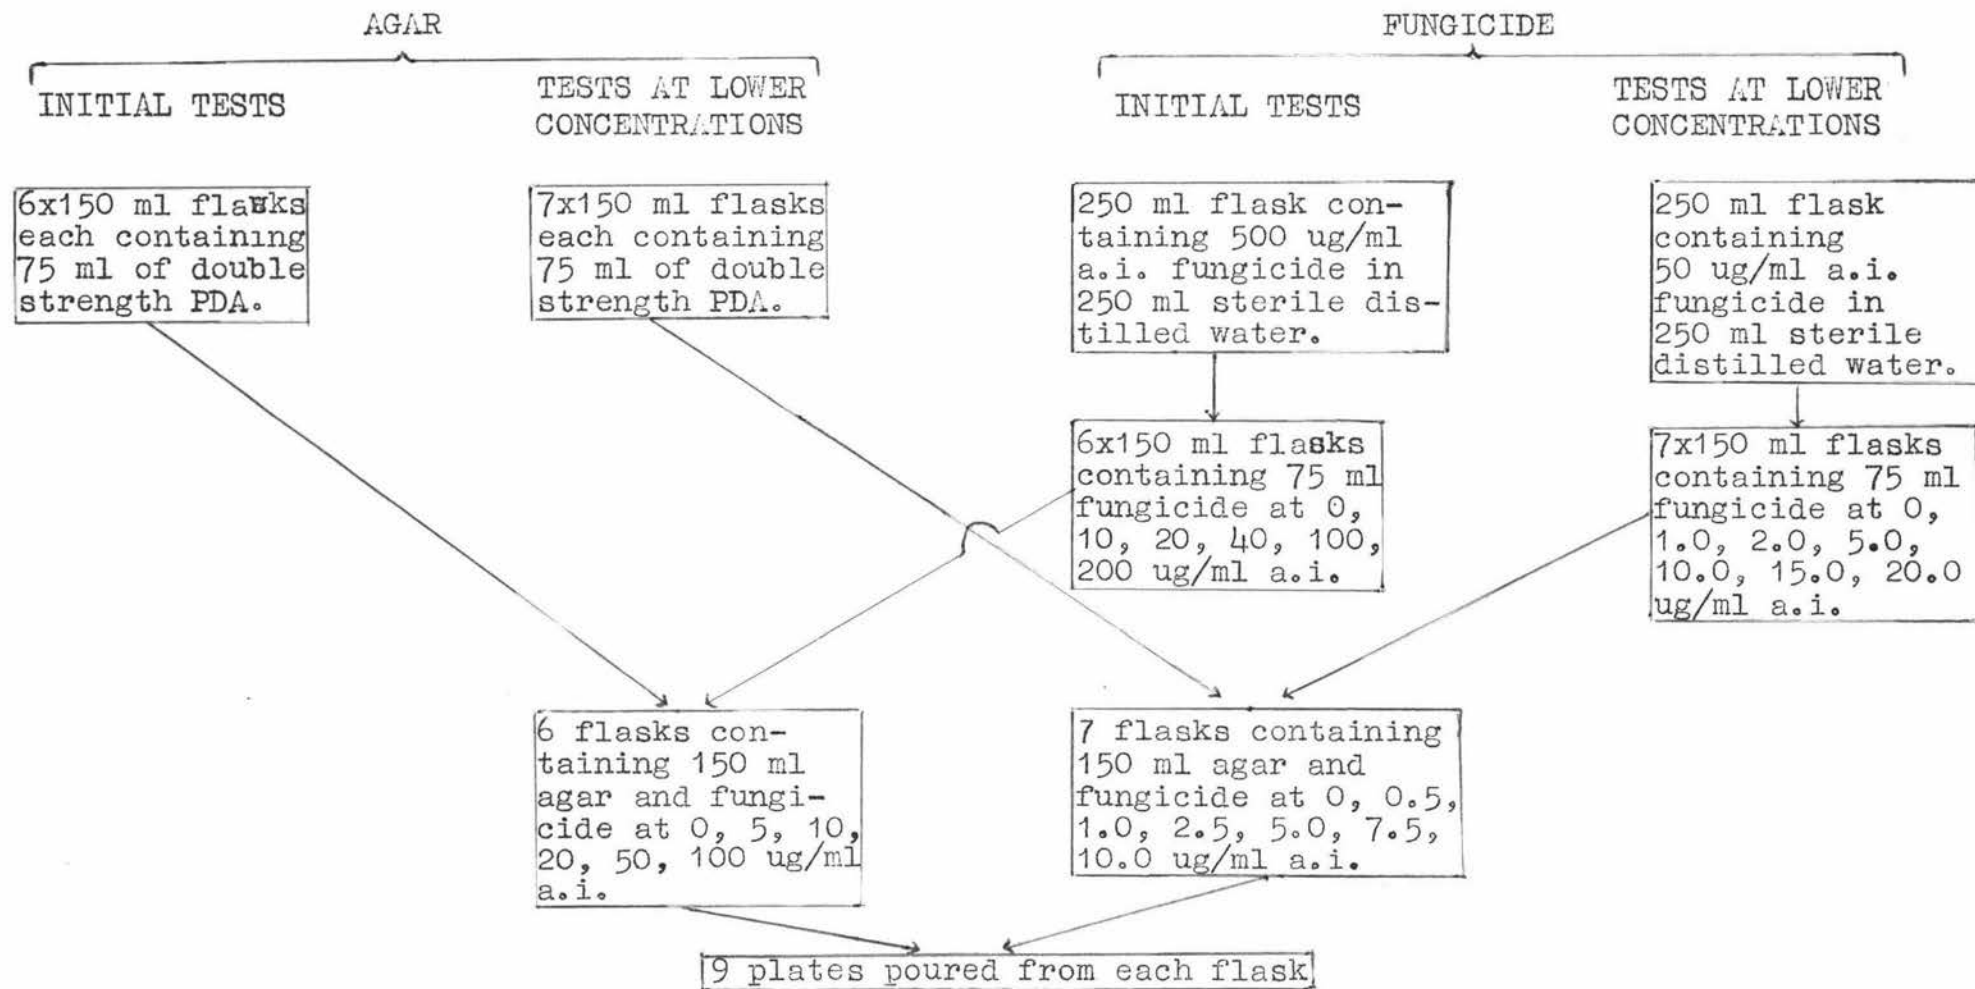 AGAR
FUNGICIDE
INITIAL TESTS
TESTS AT LOWER
CONCENTRATIONS
INITIAL TESTS
TESTS AT LOWER
CONCENTRATIONS
6x150 ml flasks
each containing
75 ml of double
strength PDA.
7x150 ml flasks
each containing
75 ml of double
strength PDA.
250 ml flask con-
taining 500 ug/ml
a.i. fungicide in
250 ml sterile dis-
tilled water.
250 ml flask
containing
50 ug/ml a.i.
fungicide in
250 ml sterile
distilled water.
6x150 ml flasks
containing 75 ml
fungicide at 0,
10, 20, 40, 100,
200 ug/ml a.i.
7x150 ml flasks
containing 75 ml
fungicide at 0,
1.0, 2.0, 5.0,
10.0, 15.0, 20.0
ug/ml a.i.
6 flasks con-
taining 150 ml
agar and fungi-
cide at 0, 5, 10,
20, 50, 100 ug/ml
a.i.
7 flasks containing
150 ml agar and
fungicide at 0, 0.5,
1.0, 2.5, 5.0, 7.5,
10.0 ug/ml a.i.
9 plates poured from each flask